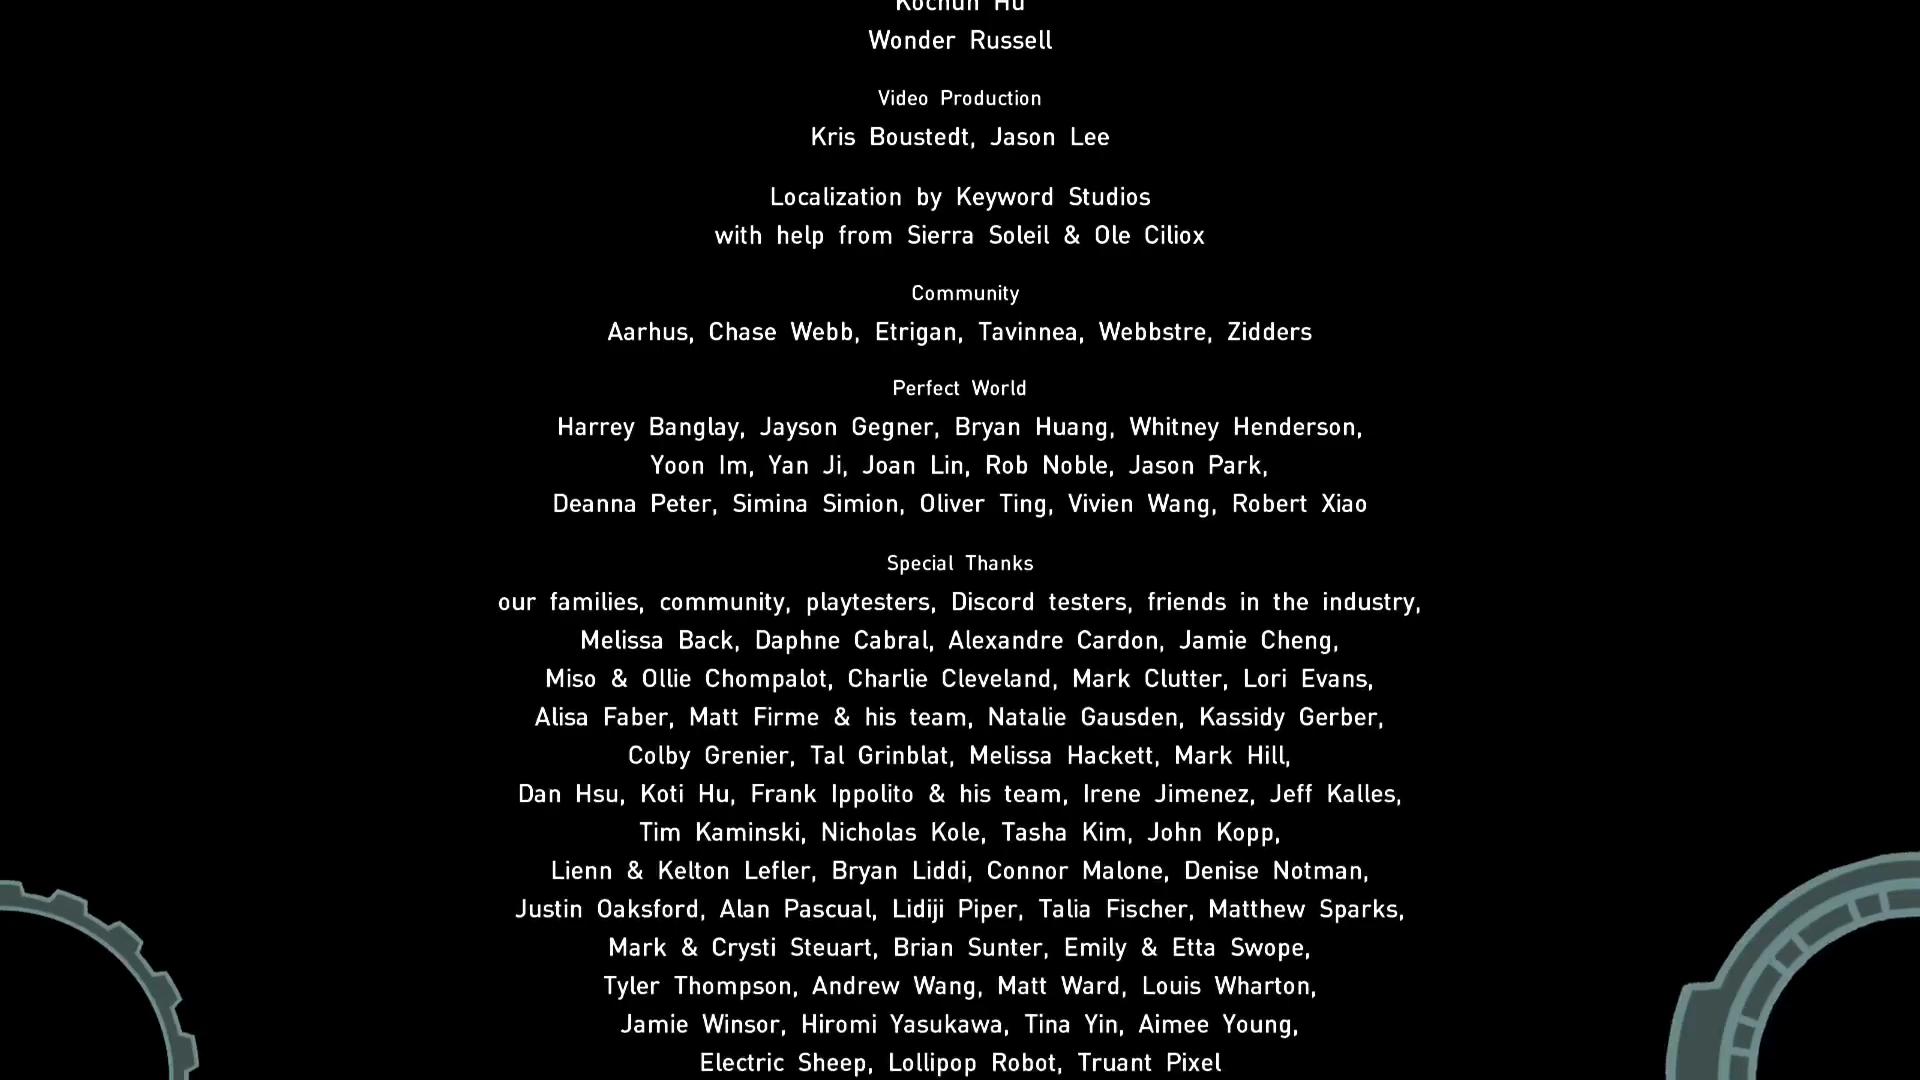 Kochun Hu
Wonder Russell
Video Production
Kris Boustedt, Jason Lee
Localization by Keyword Studios
with help from Sierra Soleil & Ole Ciliox
Community
Aarhus, Chase Webb, Etrigan, Tavinnea, Webbstre, Zidders
Perfect World
Harrey Banglay, Jayson Gegner, Bryan Huang, Whitney Henderson,
Yoon Im, Yan Ji, Joan Lin, Rob Noble, Jason Park,
Deanna Peter, Simina Simion, Oliver Ting, Vivien Wang, Robert Xiao
Special Thanks
our families, community, playtesters, Discord testers, friends in the industry,
Melissa Back, Daphne Cabral, Alexandre Cardon, Jamie Cheng,
Miso & Ollie Chompalot, Charlie Cleveland, Mark Clutter, Lori Evans,
Alisa Faber, Matt Firme & his team, Natalie Gausden, Kassidy Gerber,
Colby Grenier, Tal Grinblat, Melissa Hackett, Mark Hill,
Dan Hsu, Koti Hu, Frank Ippolito & his team, Irene Jimenez, Jeff Kalles,
Tim Kaminski, Nicholas Kole, Tasha Kim, John Kopp,
Lienn & Kelton Lefler, Bryan Liddi, Connor Malone, Denise Notman,
Justin Oaksford, Alan Pascual, Lidiji Piper, Talia Fischer, Matthew Sparks,
Mark & Crysti Steuart, Brian Sunter, Emily & Etta Swope,
Tyler Thompson, Andrew Wang, Matt Ward, Louis Wharton,
Jamie Winsor, Hiromi Yasukawa, Tina Yin, Aimee Young,
Electric Sheep, Lollipop Robot, Truant Pixel